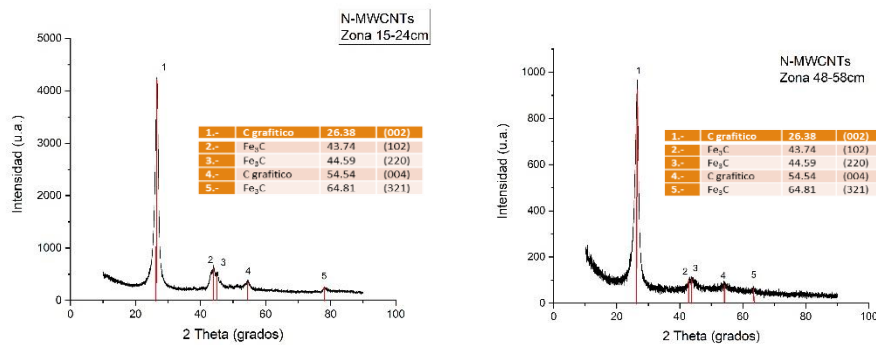 N-MWCNTs
Zona 15-24cm
5000
4000
3000
2000
1000
0
Intensidad (u.a.)
1
2 3
4
5
1.- C grafitico 26.38 (002)
2.- Fe₃C 43.74 (102)
3.- Fe₃C 44.59 (220)
4.- C grafitico 54.54 (004)
5.- Fe₃C 64.81 (321)
0 20 40 60 80 100
2 Theta (grados)
N-MWCNTs
Zona 48-58cm
1000
800
600
400
200
0
Intensidad (u.a.)
1
2 3
4
5
1.- C grafitico 26.38 (002)
2.- Fe₃C 43.74 (102)
3.- Fe₃C 44.59 (220)
4.- C grafitico 54.54 (004)
5.- Fe₃C 64.81 (321)
0 20 40 60 80 100
2 Theta (grados)